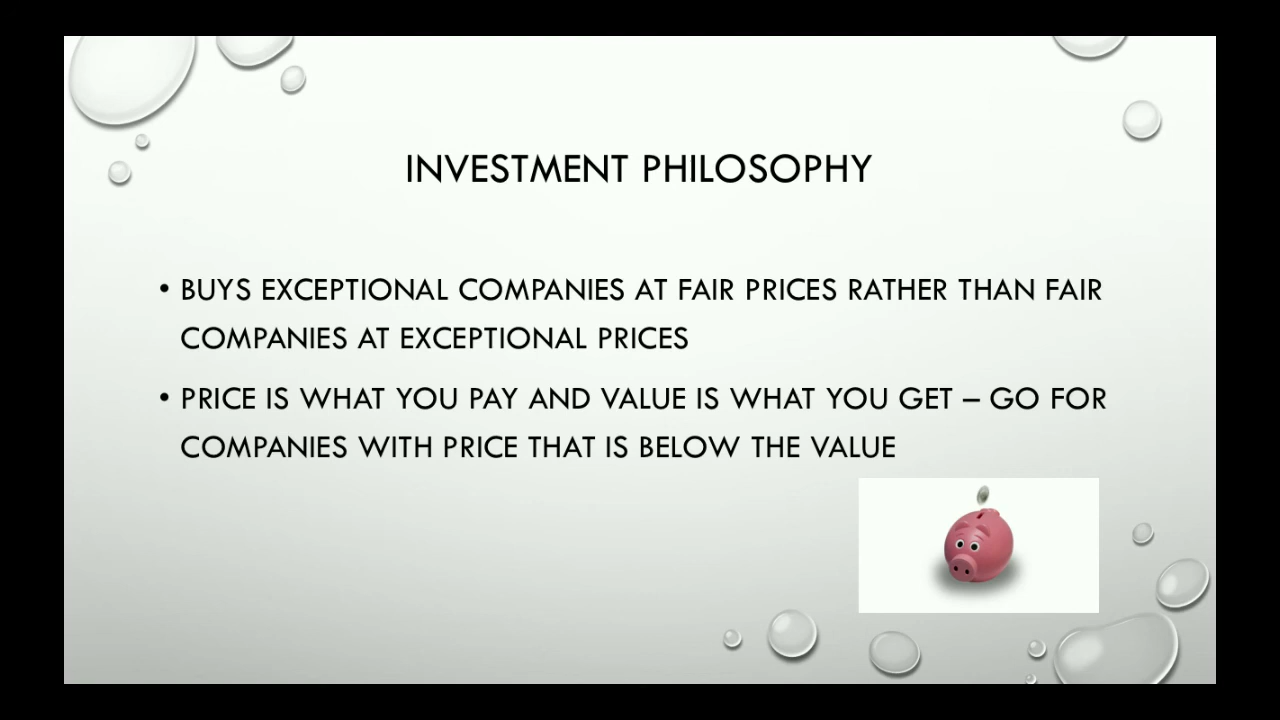 INVESTMENT PHILOSOPHY
• BUYS EXCEPTIONAL COMPANIES AT FAIR PRICES RATHER THAN FAIR
COMPANIES AT EXCEPTIONAL PRICES
• PRICE IS WHAT YOU PAY AND VALUE IS WHAT YOU GET – GO FOR
COMPANIES WITH PRICE THAT IS BELOW THE VALUE